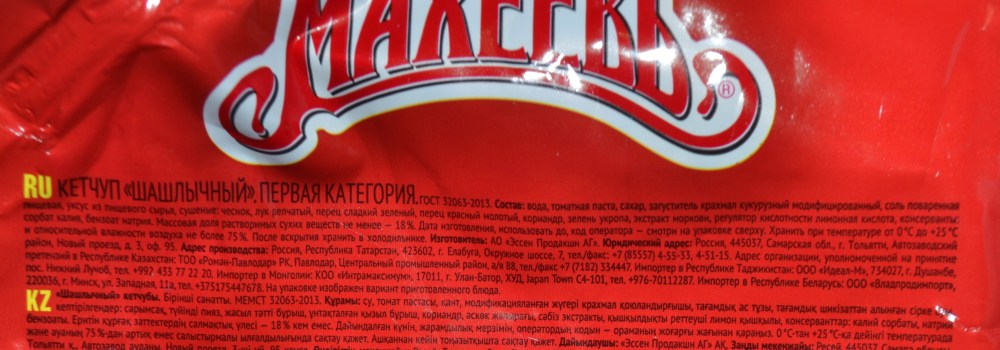 МАХЕЕВЪ
®
RU КЕТЧУП «ШАШЛЫЧНЫЙ». ПЕРВАЯ КАТЕГОРИЯ. ГОСТ 32063-2013. Состав: вода, томатная паста, сахар, загуститель крахмал кукурузный модифицированный, соль поваренная
пищевая, уксус из пищевого сырья, сушеные: чеснок, лук репчатый, перец сладкий зеленый, перец красный молотый, кориандр, зелень укропа, экстракт моркови, регулятор кислотности лимонная кислота, консерванты:
сорбат калия, бензоат натрия. Массовая доля растворимых сухих веществ не менее — 18%. Дата изготовления, использовать до, код оператора — смотри на упаковке сверху. Хранить при температуре от 0°С до +25°С
и относительной влажности воздуха не более 75%. После вскрытия хранить в холодильнике. Изготовитель: АО «Эссен Продакшн АГ». Юридический адрес: Россия, 445037, Самарская обл., г. Тольятти, Автозаводский
район, Новый проезд, д. 3, оф. 95. Адрес производства: Россия, Республика Татарстан, 423602, г. Елабуга, Окружное шоссе, 7, тел./факс: +7 (85557) 4-55-33, 4-51-15. Адрес организации, уполномоченной на принятие
претензий в Республике Казахстан: ТОО «Роман-Павлодар» РК, Павлодар, Центральный промышленный район, а/я 88, тел./факс +7 (7182) 334447. Импортер в Республике Таджикистан: ООО «Идеал-М», 734027, г. Душанбе,
пос. Нижний Лучоб, тел. +997 433 77 22 20. Импортер в Монголии: КОО «Интрамаксимум», 17011, г. Улан-Батор, ХУД, Japan Town C4-101, тел. +976-70112287. Импортер в Республике Беларусь: ООО «Владпродимпорт»,
220036, г. Минск, ул. Западная, 11а, тел. +375175447678. На упаковке изображен вариант приготовленного блюда.
KZ «Шашлычный» кетчубы. Бірінші санатты. МЕМСТ 32063-2013. Құрамы: су, томат пастасы, қант, модификацияланған жүгері крахмал қоюландырғышы, тағамдық ас тұзы, тағамдық шикізаттан алынған сірке
кептірілгендер: сарымсақ, түйінді пияз, жасыл тәтті бұрыш, ұнтақталған қызыл бұрыш, кориандр, аскөк экстракты, қышқылдықты реттеуші лимон қышқылы, консерванттар: калий сорбаты, натрий
бензоаты. Ерітін құрғақ заттектердің салмақтық үлесі — 18% кем емес. Дайындалған күнін, жарамдылық мерзімін, оператордың кодын — ораманың жоғарғы жағынан қараңыз. 0°С-тан +25°С-қа дейінгі температурада
және ауаның 75%-дан артық емес салыстырмалы ылғалдылығында сақтау қажет. Ашқаннан кейін тоңазытқышта сақтау қажет. Дайындаушы: «Эссен Продакшн АГ» АҚ. Заңды мекенжайы: Ресей, 445037, Самара
Тольятти қ., Автозавод ауданы, Новый проезд, 3-үй